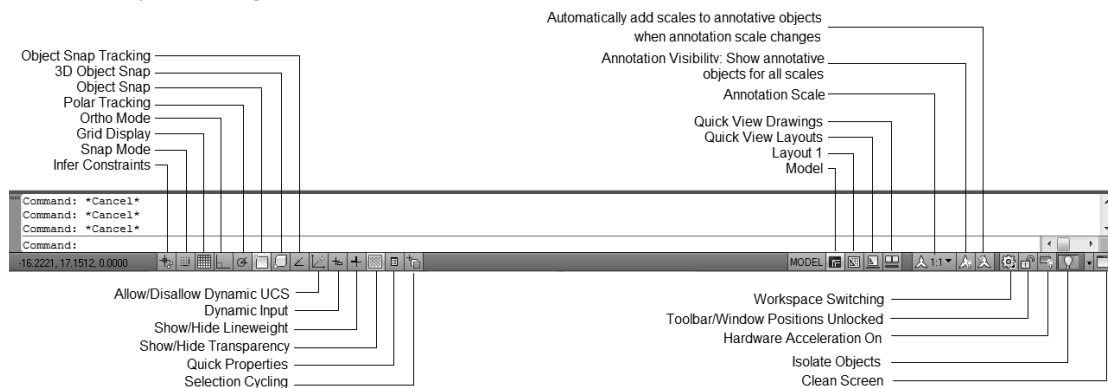 Automatically add scales to annotative objects
when annotation scale changes
Object Snap Tracking
3D Object Snap
Object Snap
Polar Tracking
Ortho Mode
Grid Display
Snap Mode
Infer Constraints
Annotation Visibility: Show annotative
objects for all scales
Annotation Scale
Quick View Drawings
Quick View Layouts
Layout 1
Model
Command: *Cancel*
Command: *Cancel*
Command: *Cancel*
Command:
-16.2221, 17.1512, 0.0000
MODEL
1:1
Allow/Disallow Dynamic UCS
Dynamic Input
Show/Hide Lineweight
Show/Hide Transparency
Quick Properties
Selection Cycling
Workspace Switching
Toolbar/Window Positions Unlocked
Hardware Acceleration On
Isolate Objects
Clean Screen